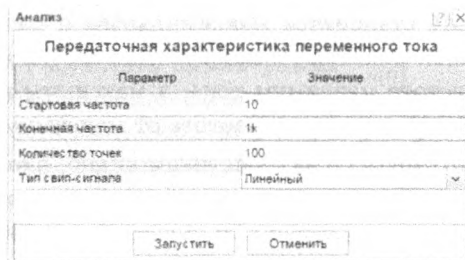 Анализ
Передаточная характеристика переменного тока
Параметр Значение
Стартовая частота 10
Конечная частота 1k
Количество точек 100
Тип свип-сигнала Линейный
Запустить Отменить